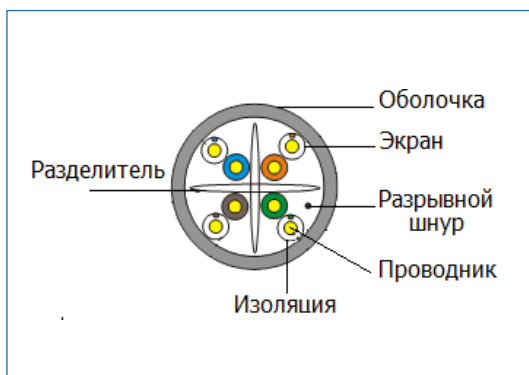 Оболочка
Экран
Разделитель
Разрывной
шнур
Проводник
Изоляция